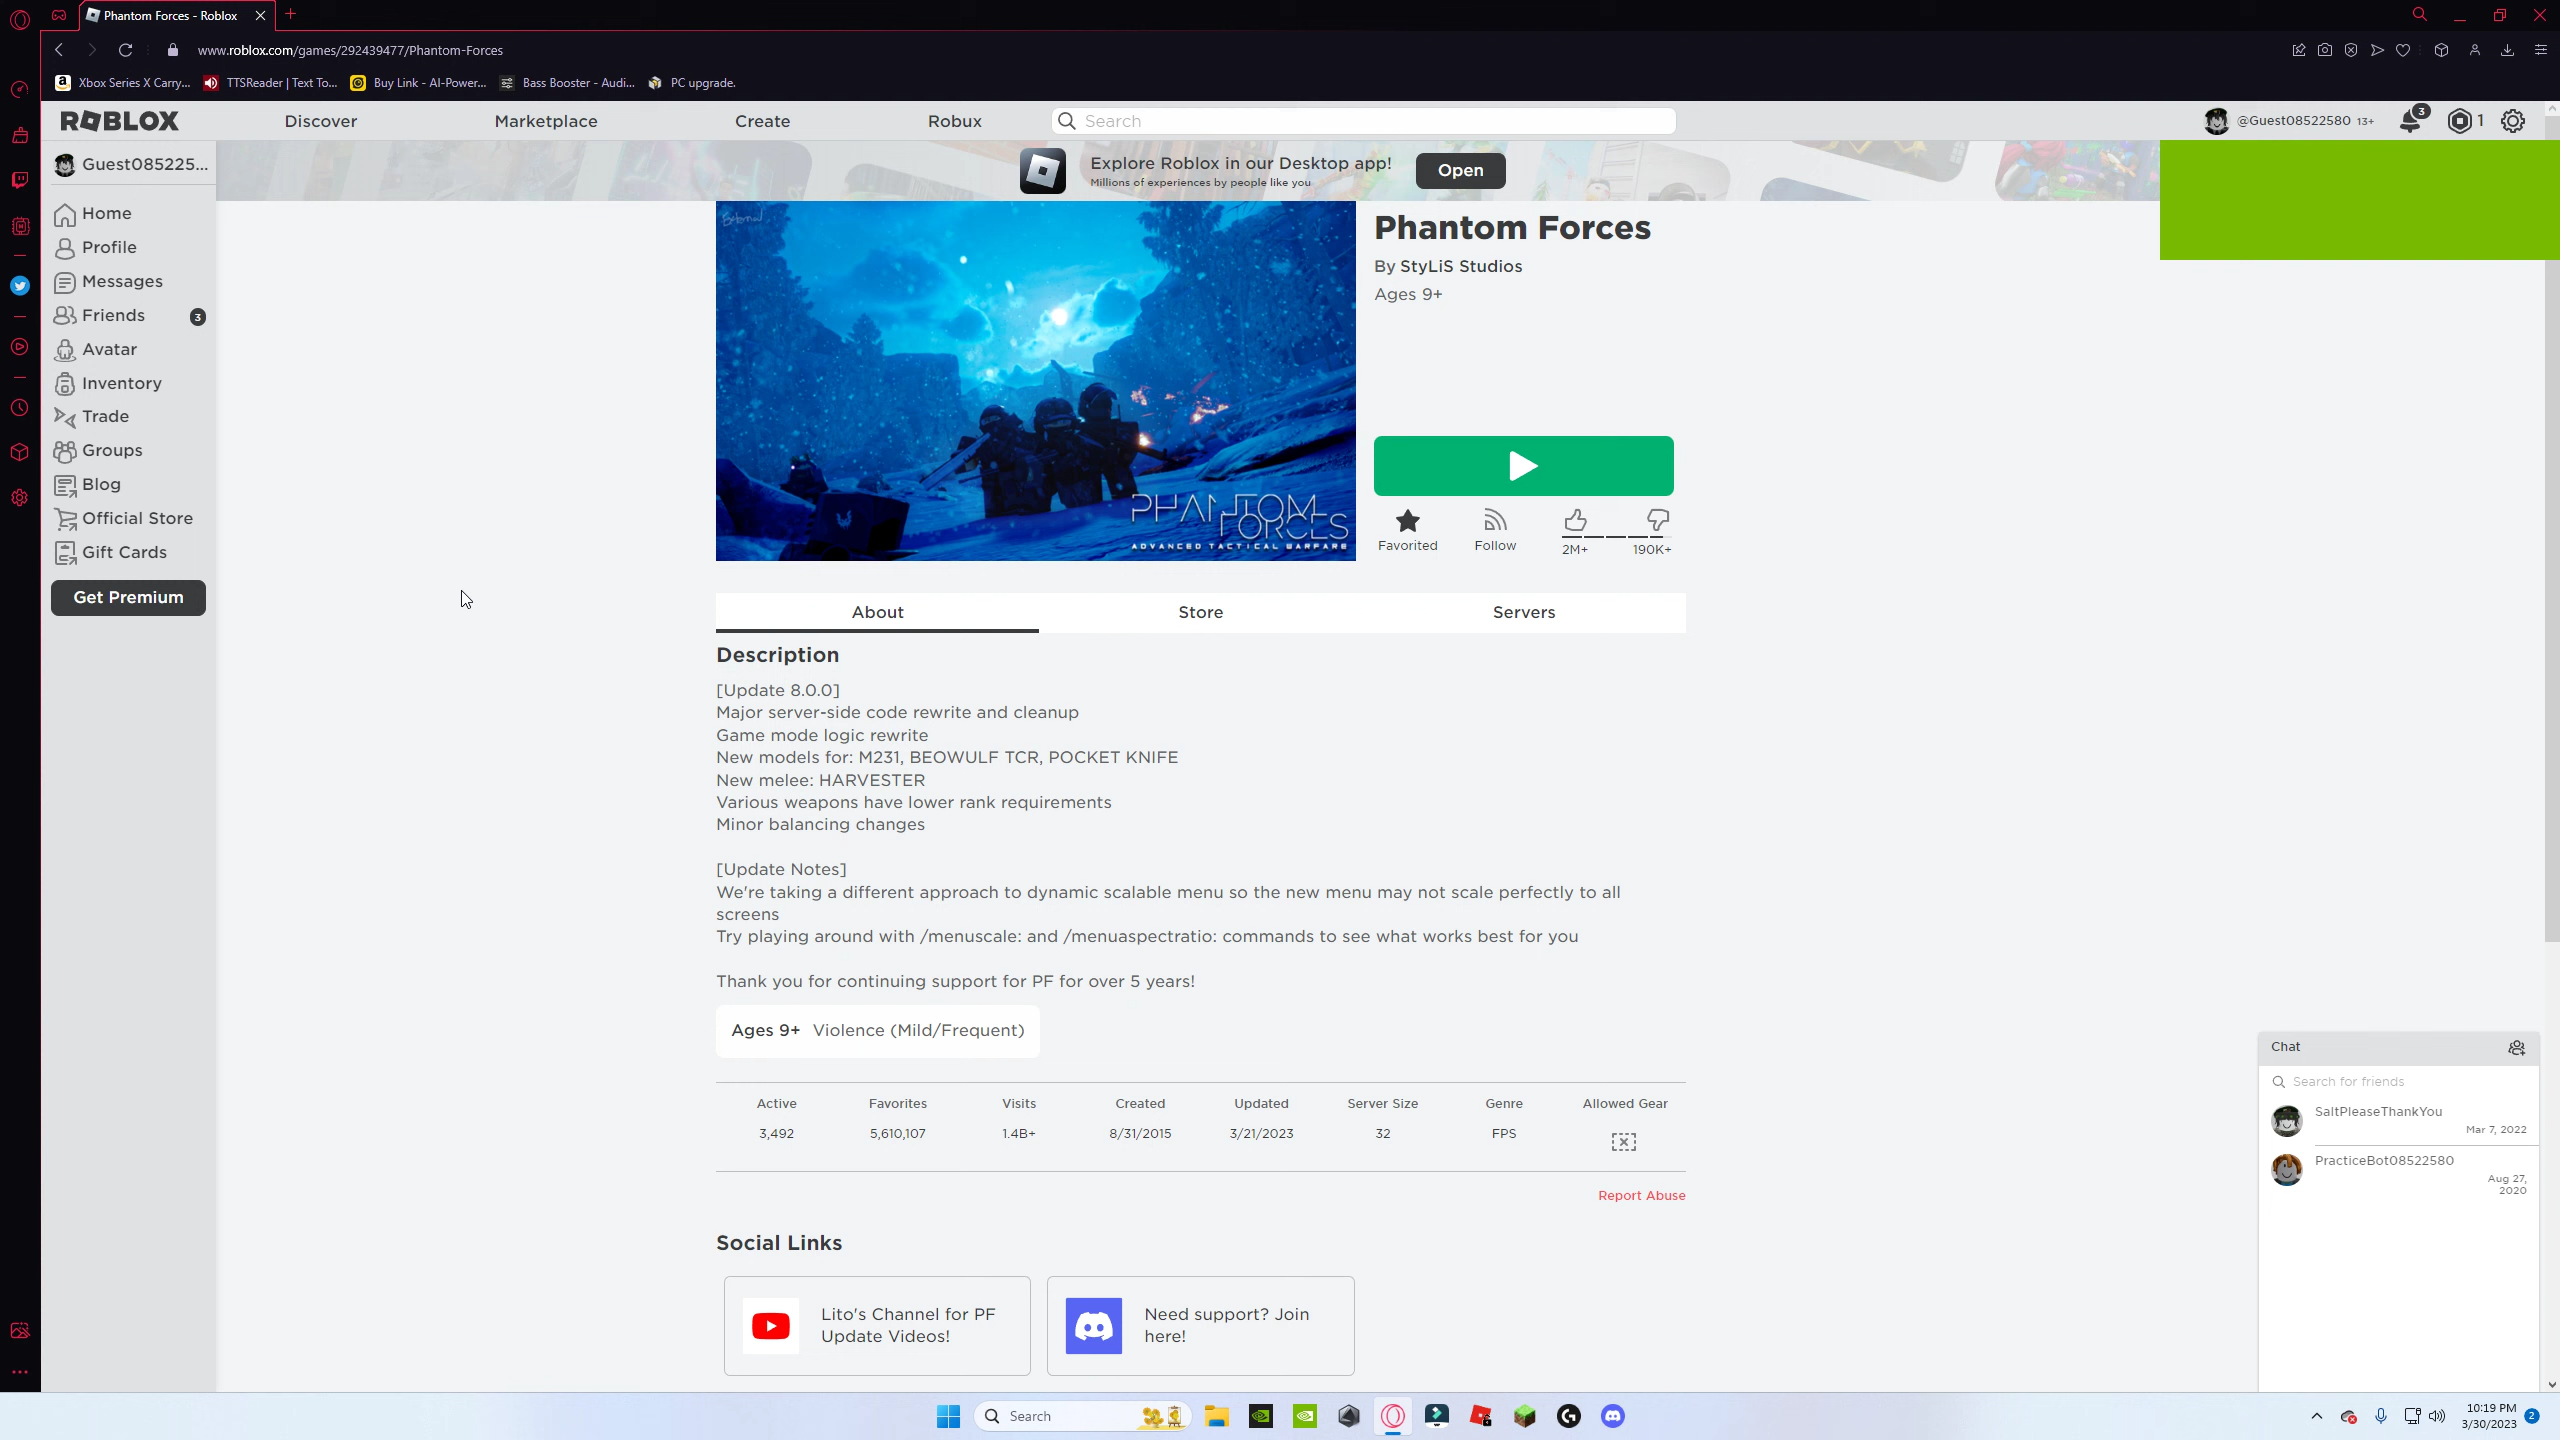 Phantom Forces - Roblox
www.roblox.com/games/292439477/Phantom-Forces
Xbox Series X Carry... TTSReader | Text To... Buy Link - AI-Power... Bass Booster - Audi... PC upgrade.
ROBLOX Discover Marketplace Create Robux Search @Guest08522580 13+ 3 1
Guest085225...
Explore Roblox in our Desktop app!
Millions of experiences by people like you
Open
Home
Profile
Messages
Friends 3
Avatar
Inventory
Trade
Groups
Blog
Official Store
Gift Cards
Get Premium
PHANTOM
FORCES
ADVANCED TACTICAL WARFARE
Phantom Forces
By StyLiS Studios
Ages 9+
Favorited Follow 2M+ 190K+
About Store Servers
Description
[Update 8.0.0]
Major server-side code rewrite and cleanup
Game mode logic rewrite
New models for: M231, BEOWULF TCR, POCKET KNIFE
New melee: HARVESTER
Various weapons have lower rank requirements
Minor balancing changes
[Update Notes]
We're taking a different approach to dynamic scalable menu so the new menu may not scale perfectly to all
screens
Try playing around with /menuscale: and /menuaspectratio: commands to see what works best for you
Thank you for continuing support for PF for over 5 years!
Ages 9+ Violence (Mild/Frequent)
Active Favorites Visits Created Updated Server Size Genre Allowed Gear
3,492 5,610,107 1.4B+ 8/31/2015 3/21/2023 32 FPS
Report Abuse
Social Links
Lito's Channel for PF
Update Videos!
Need support? Join
here!
Chat
Search for friends
SaltPleaseThankYou
Mar 7, 2022
PracticeBot08522580
Aug 27,
2020
Search
10:19 PM
3/30/2023
2